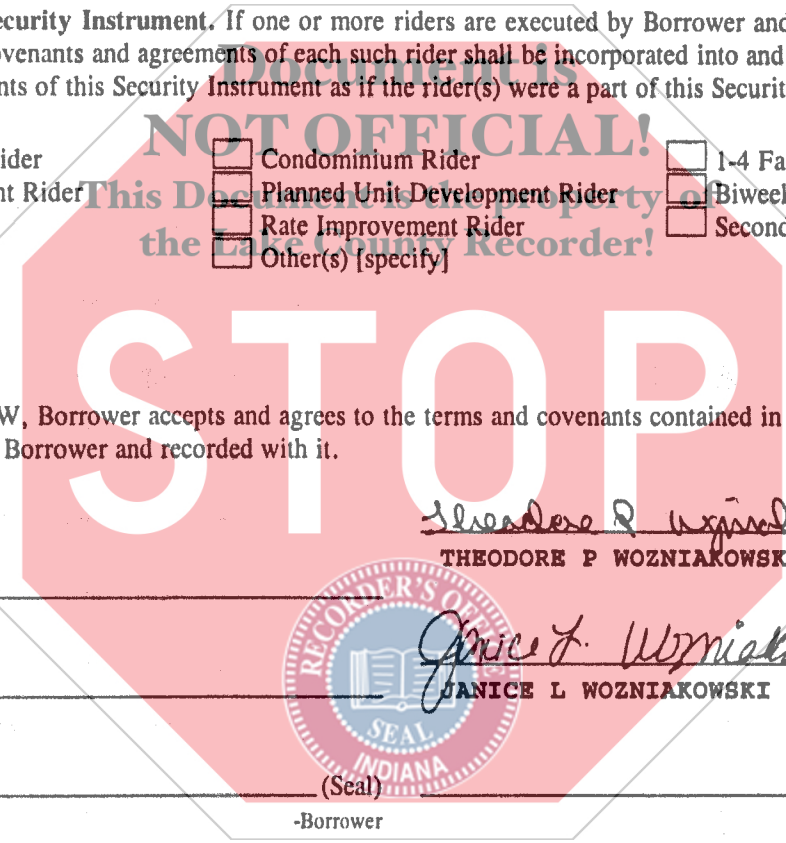 ecurity Instrument. If one or more riders are executed by Borrower and
venants and agreements of each such rider shall be incorporated into and
nts of this Security Instrument as if the rider(s) were a part of this Securit
Document is
NOT OFFICIAL!
This Document is the property of
the Lake County Recorder!
ider
Condominium Rider
1-4 Fa
nt Rider
Planned Unit Development Rider
Biweek
Rate Improvement Rider
Second
Other(s) [specify]
STOP
W, Borrower accepts and agrees to the terms and covenants contained in
Borrower and recorded with it.
Theodore P
THEODORE P WOZNIAKOWSK
RECORDER'S OFFICE
Janice L. Wozniak
JANICE L WOZNIAKOWSKI
SEAL
INDIANA
(Seal)
-Borrower